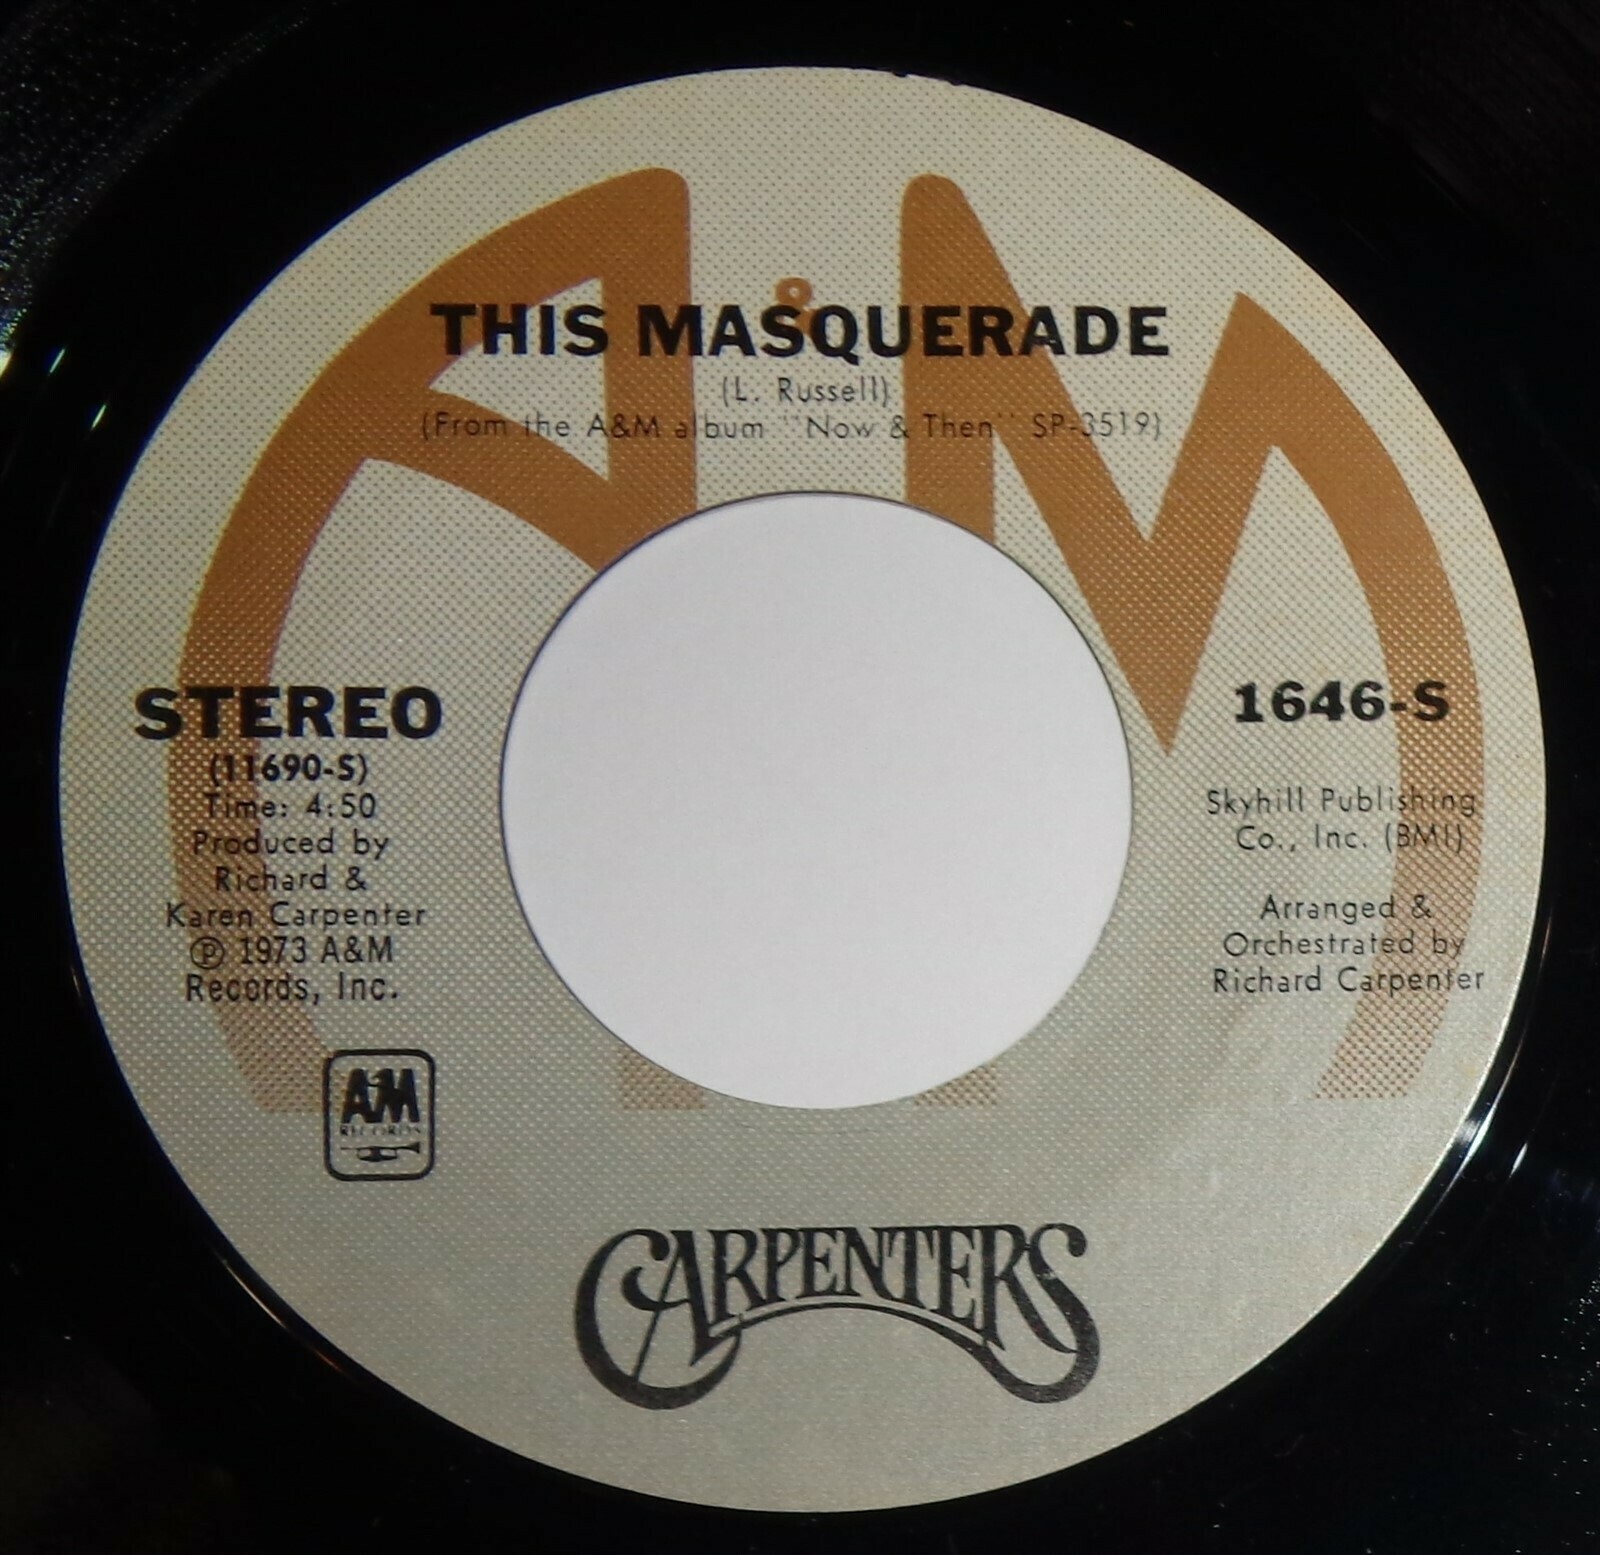 A&M
THIS MASQUERADE
(L. Russell)
(From the A&M album "Now & Then" SP-3519)
STEREO
(11690-S)
Time: 4:50
Produced by
Richard &
Karen Carpenter
℗ 1973 A&M
Records, Inc.
1646-S
Skyhill Publishing
Co., Inc. (BMI)
Arranged &
Orchestrated by
Richard Carpenter
A&M
RECORDS
CARPENTERS